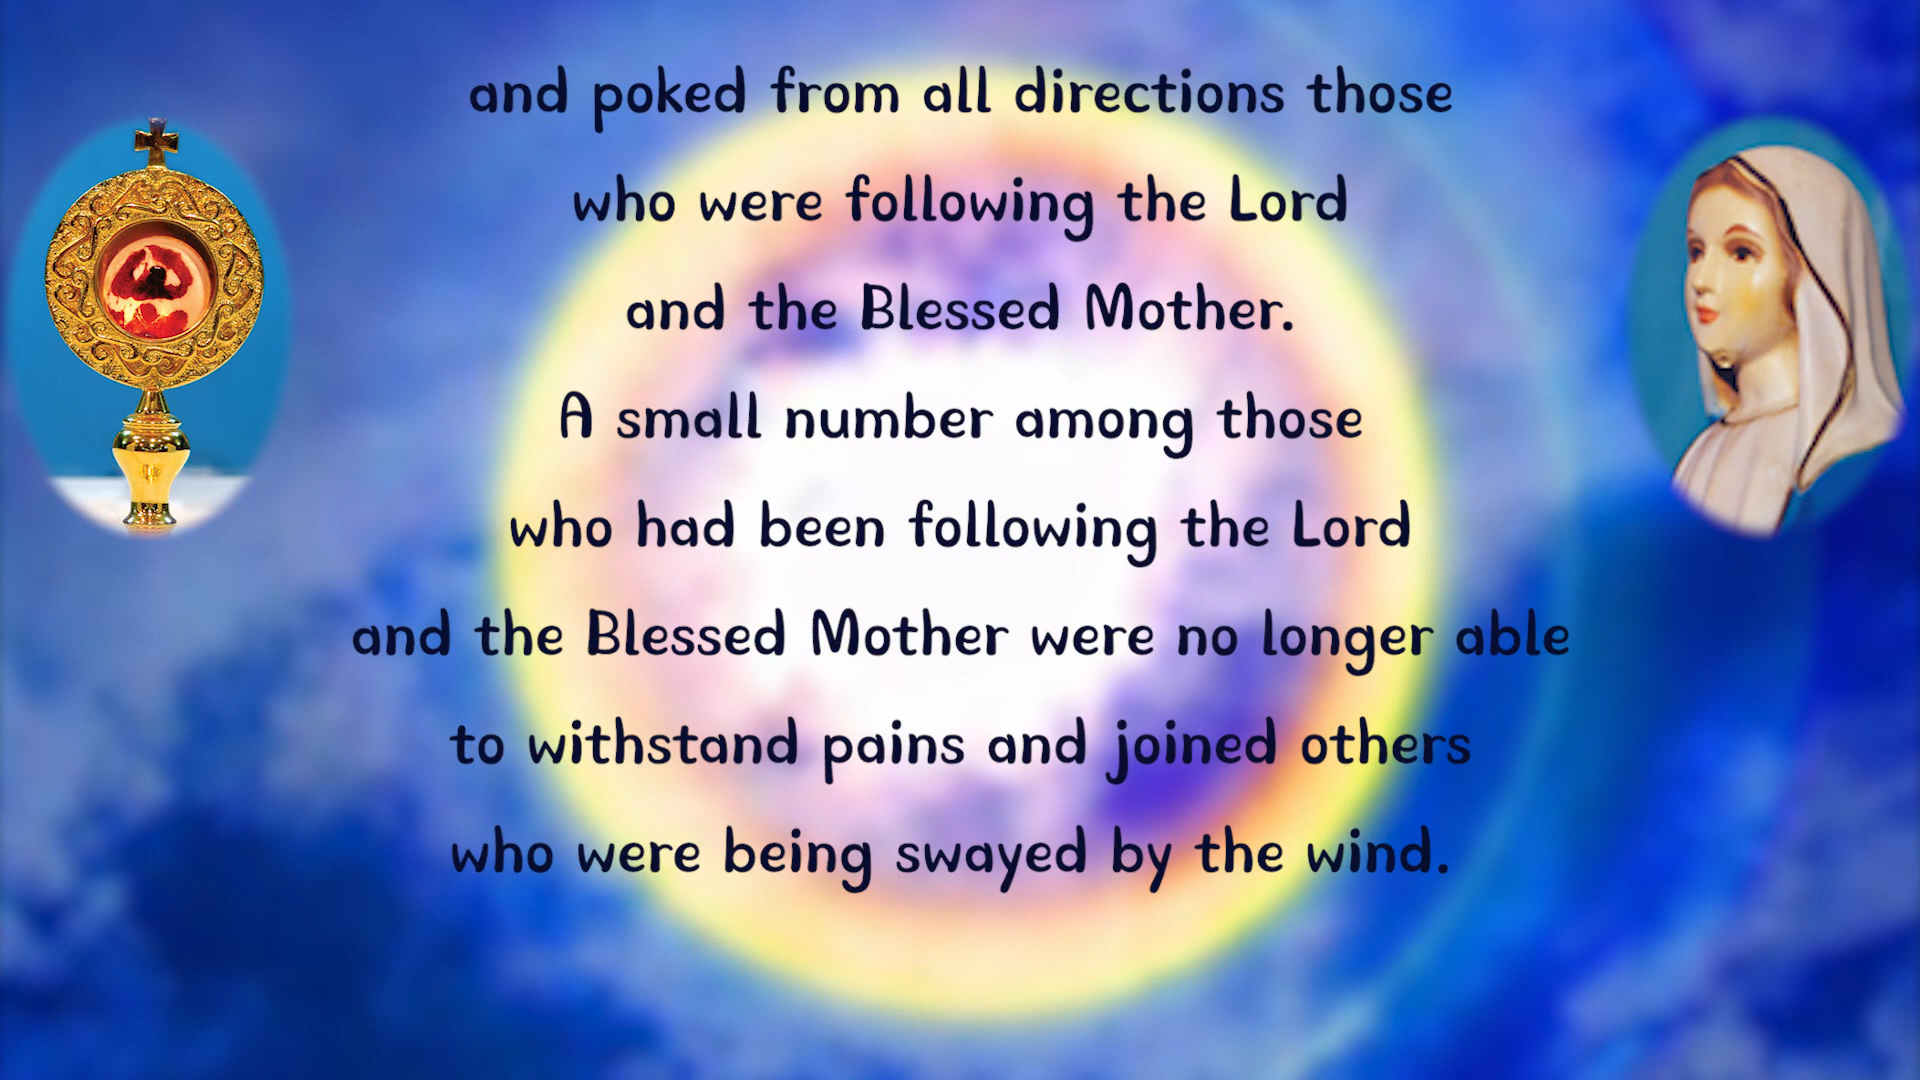 and poked from all directions those
who were following the Lord
and the Blessed Mother.
A small number among those
who had been following the Lord
and the Blessed Mother were no longer able
to withstand pains and joined others
who were being swayed by the wind.